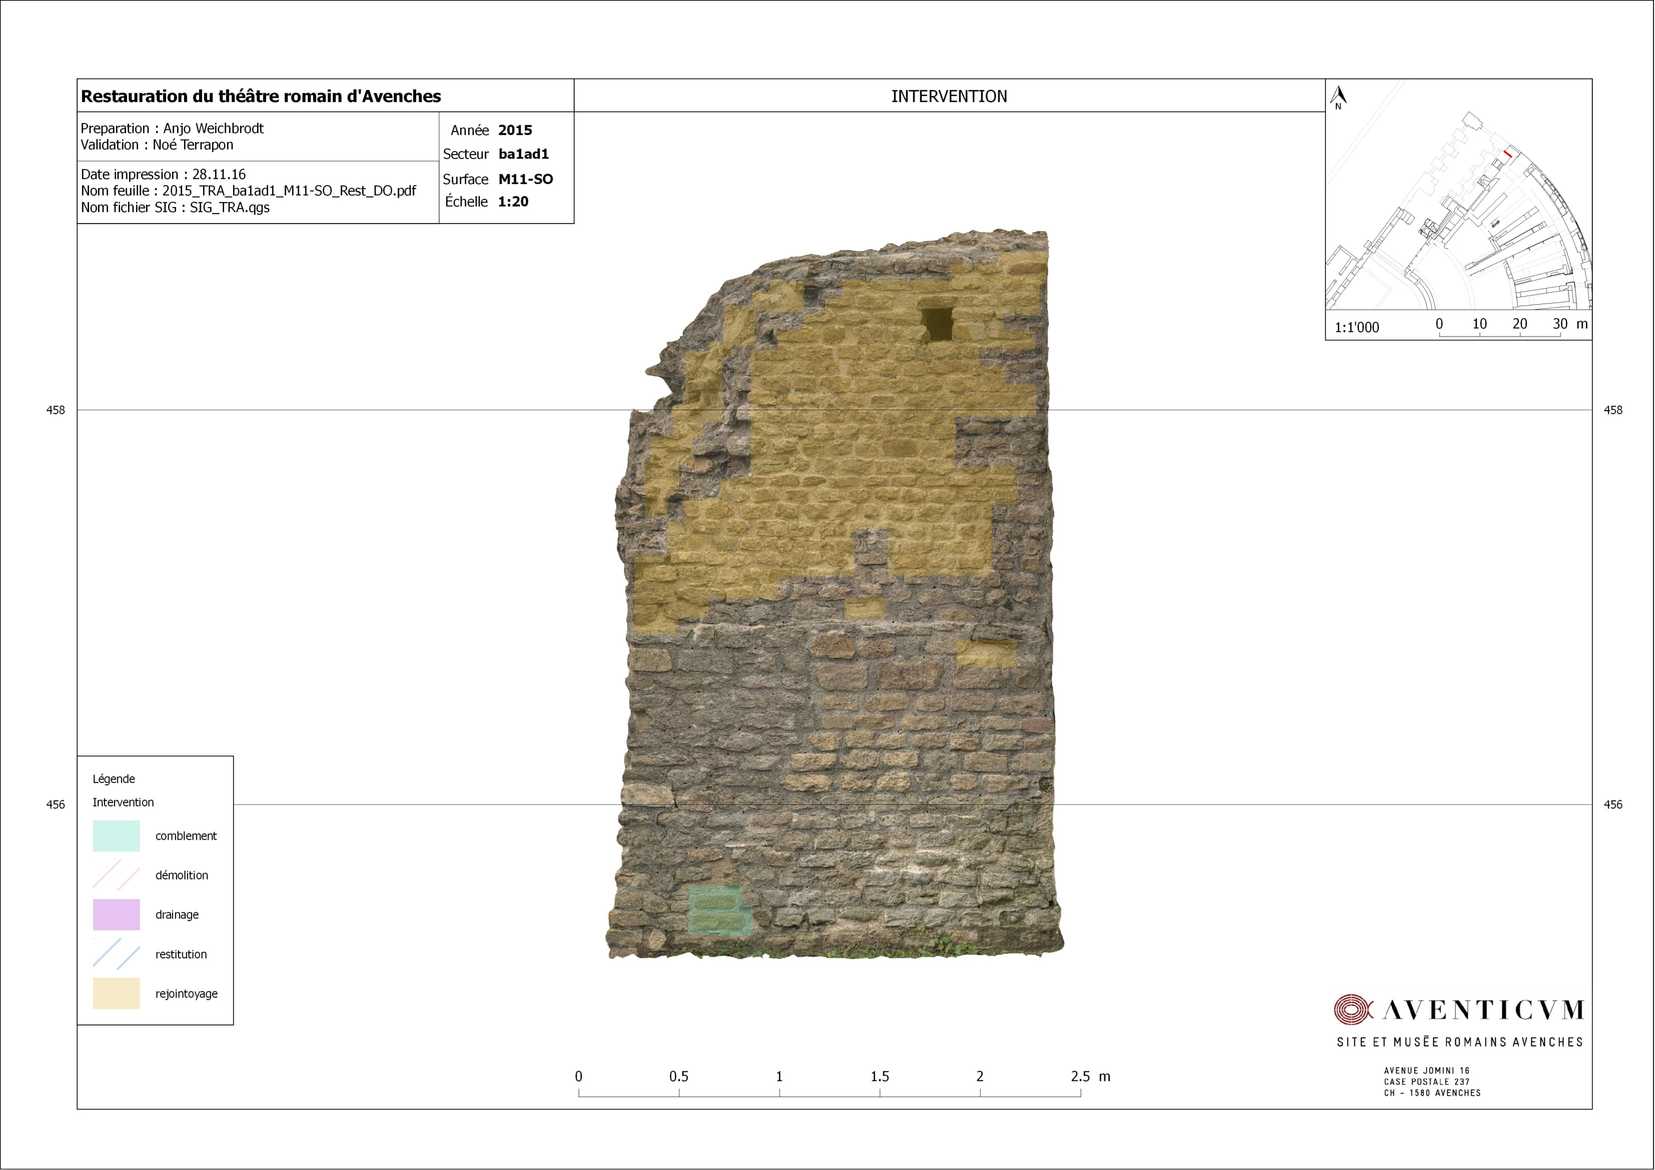 Restauration du théâtre romain d'Avenches
INTERVENTION
Preparation : Anjo Weichbrodt
Validation : Noé Terrapon
Date impression : 28.11.16
Nom feuille : 2015_TRA_ba1ad1_M11-SO_Rest_DO.pdf
Nom fichier SIG : SIG_TRA.qgs
Année 2015
Secteur ba1ad1
Surface M11-SO
Échelle 1:20
N
1:1'000
0 10 20 30 m
458 458
456 456
Légende
Intervention
comblement
démolition
drainage
restitution
rejointoyage
0 0.5 1 1.5 2 2.5 m
AVENTICVM
SITE ET MUSÉE ROMAINS AVENCHES
AVENUE JOMINI 16
CASE POSTALE 237
CH – 1580 AVENCHES